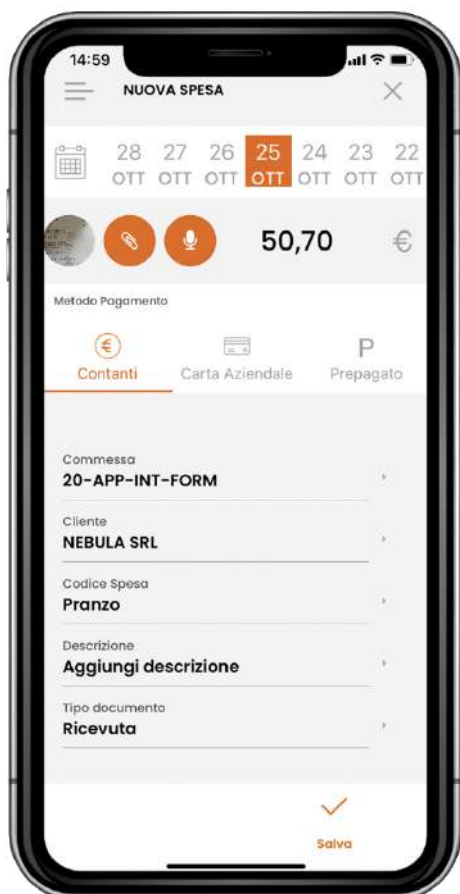 14:59
NUOVA SPESA
28 27 26 25 24 23 22
OTT OTT OTT OTT OTT OTT OTT
50,70 €
Metodo Pagamento
€ P
Contanti Carta Aziendale Prepagato
Commessa
20-APP-INT-FORM
Cliente
NEBULA SRL
Codice Spesa
Pranzo
Descrizione
Aggiungi descrizione
Tipo documento
Ricevuta
Salva